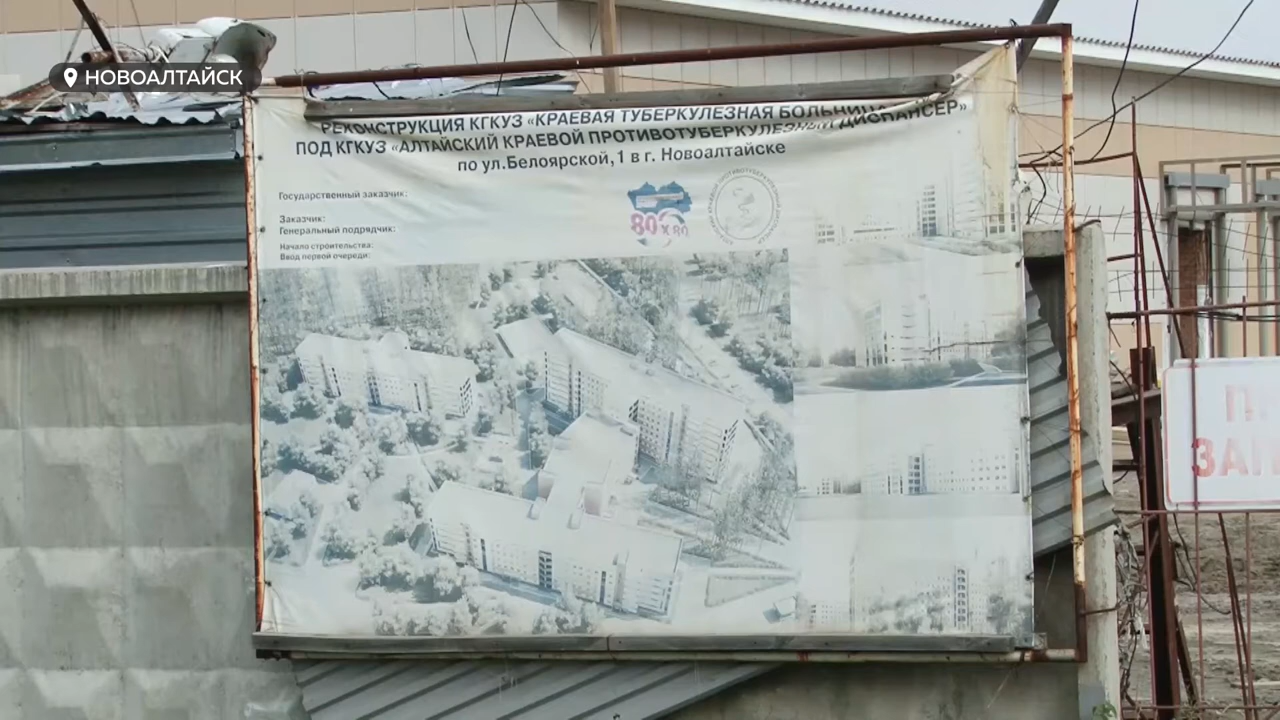 НОВОАЛТАЙСК
РЕКОНСТРУКЦИЯ КГКУЗ «КРАЕВАЯ ТУБЕРКУЛЕЗНАЯ БОЛЬНИЦА»
ПОД КГКУЗ «АЛТАЙСКИЙ КРАЕВОЙ ПРОТИВОТУБЕРКУЛЕЗНЫЙ ДИСПАНСЕР»
по ул.Белоярской,1 в г. Новоалтайске
Государственный заказчик:
Заказчик:
Генеральный подрядчик:
Начало строительства:
Ввод первой очереди:
80 х 80